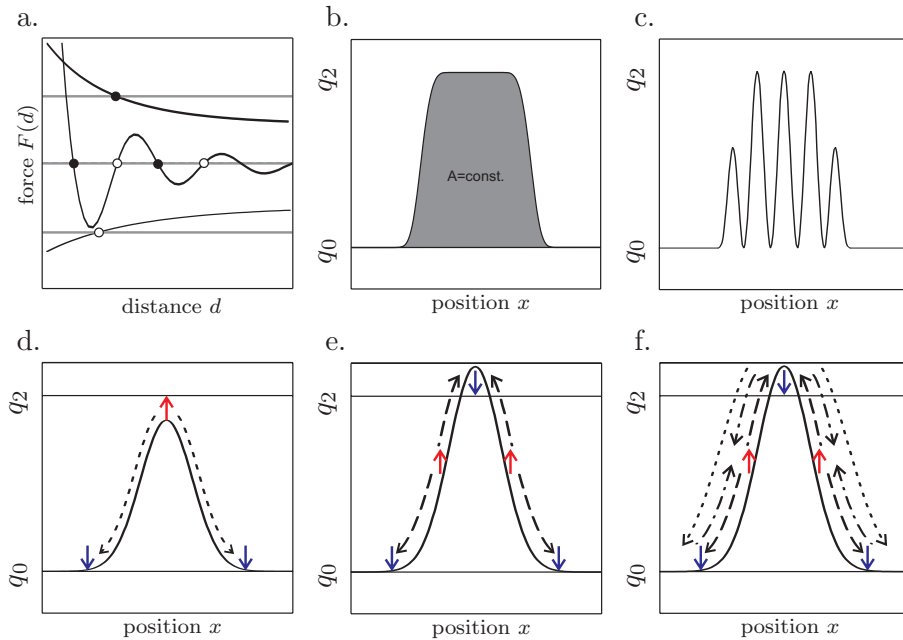 a.
force F(d)
distance d
b.
q2
A=const.
q0
position x
c.
q2
q0
position x
d.
q2
q0
position x
e.
q2
q0
position x
f.
q2
q0
position x